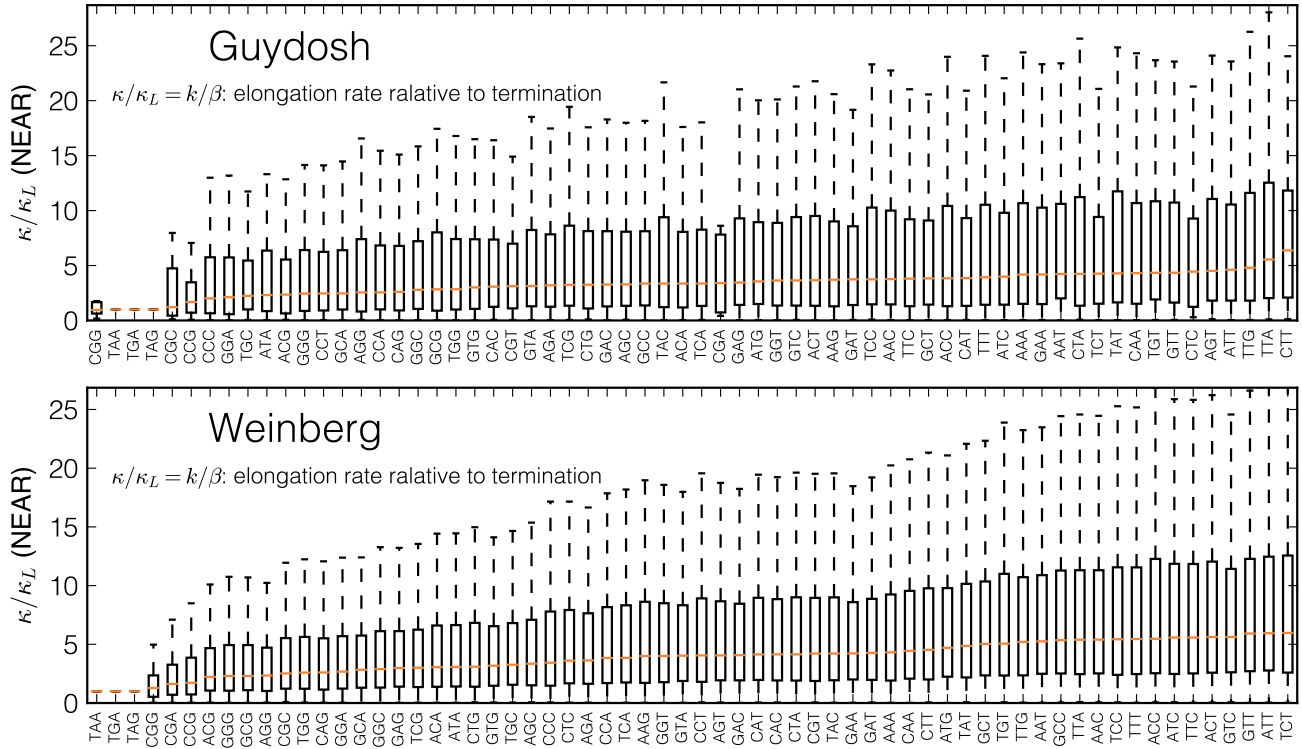 Guydosh
κ/κ_L = k/β: elongation rate ralative to termination
κ/κ_L (NEAR)
25
20
15
10
5
0
CGG TAA TGA TAG CGC CCG CCC GGA TGC ATA ACG GGG CCT GCA AGG CCA CAG GGC GCG TGG GTG CAC CGT GTA AGA TCG CTG GAC AGC GCC TAC ACA TCA CGA GAG ATG GGT GTC ACT AAG GAT TCC AAC TTC GCT ACC CAT TTT ATC AAA GAA AAT CTA TCT TAT CAA TGT GTT CTC AGT ATT TTG TTA CTT
Weinberg
κ/κ_L = k/β: elongation rate ralative to termination
κ/κ_L (NEAR)
25
20
15
10
5
0
TAA TGA TAG CGG CGA CCG ACG GGG GCG AGG CGC TGG CAG GGA GCA GGC GAG TCG ACA ATA CTG GTG TGC AGC CCC CTC AGA CCA TCA AAG GGT GTA CCT AGT GAC CAT CAC CTA CGT TAC GAA GAT AAA CAA CTT ATG TAT GCT TGT TTG AAT GCC TTA AAC TCC TTT ACC ATC TTC ACT GTC GTT ATT TCT